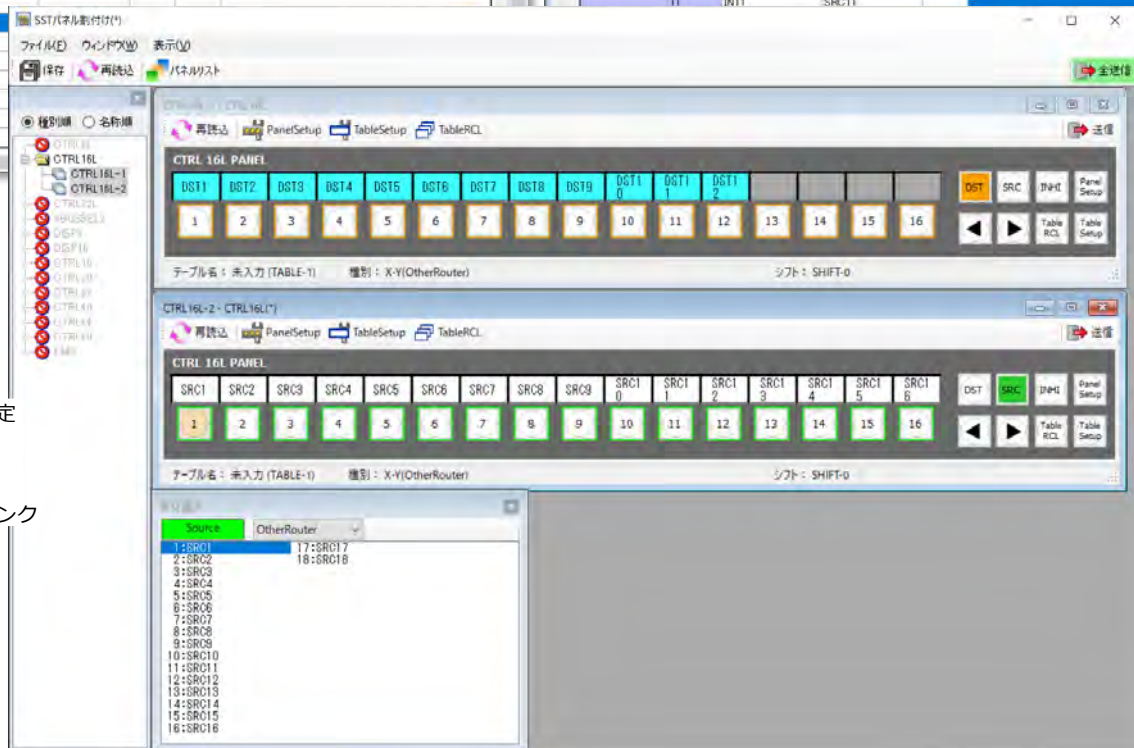 11 INT1 SRC11
SSTパネル割付け(*)
ファイル(F) ウィンドウ(W) 表示(V)
保存 再読込 パネルリスト 全送信
種別順 名称順
CTRL16L
CTRL16L-1
CTRL16L-2
DISP16
定
ンク
再読込 PanelSetup TableSetup TableRCL 送信
CTRL 16L PANEL
DST1 DST2 DST3 DST4 DST5 DST6 DST7 DST8 DST9 DST10 DST11 DST12
DST SRC INHI Panel Setup
1 2 3 4 5 6 7 8 9 10 11 12 13 14 15 16
◀ ▶ Table RCL Table Setup
テーブル名: 未入力 (TABLE-1) 種別: X-Y(OtherRouter) シフト: SHIFT-0
CTRL16L-2 - CTRL16L(*)
再読込 PanelSetup TableSetup TableRCL 送信
CTRL 16L PANEL
SRC1 SRC2 SRC3 SRC4 SRC5 SRC6 SRC7 SRC8 SRC9 SRC10 SRC11 SRC12 SRC13 SRC14 SRC15 SRC16
DST SRC INHI Panel Setup
1 2 3 4 5 6 7 8 9 10 11 12 13 14 15 16
◀ ▶ Table RCL Table Setup
テーブル名: 未入力 (TABLE-1) 種別: X-Y(OtherRouter) シフト: SHIFT-0
Source OtherRouter
1:SRC1 17:SRC17
2:SRC2 18:SRC18
3:SRC3
4:SRC4
5:SRC5
6:SRC6
7:SRC7
8:SRC8
9:SRC9
10:SRC10
11:SRC11
12:SRC12
13:SRC13
14:SRC14
15:SRC15
16:SRC16